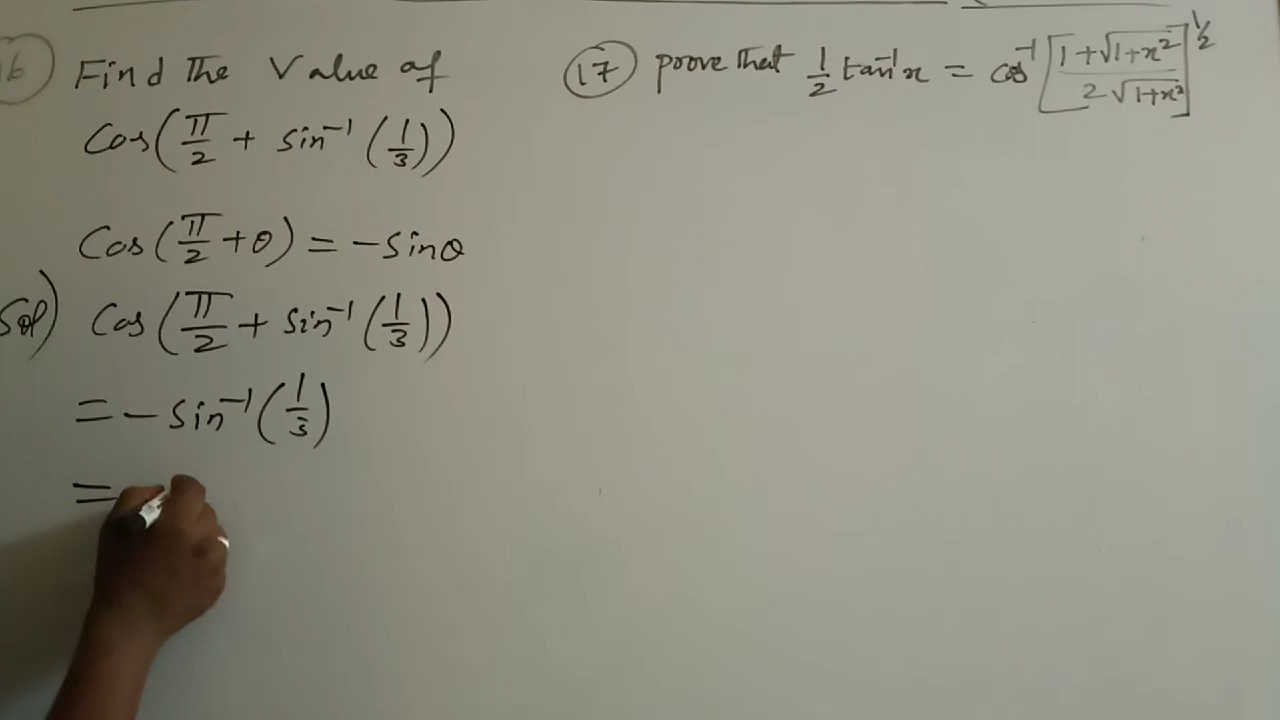 16 Find The Value of
Cos(π/2 + sin⁻¹(1/3))
Cos(π/2 + θ) = -sinθ
Sol) Cos(π/2 + sin⁻¹(1/3))
= - sin⁻¹(1/3)
=
17 prove that 1/2 tan⁻¹x = cos⁻¹[(1+√1+x²)/(2√1+x²)]^1/2